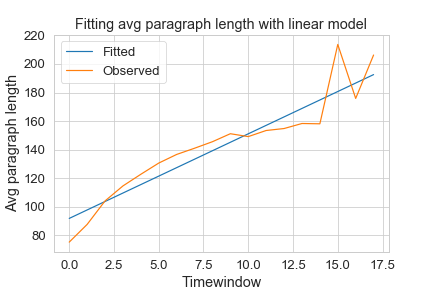 Fitting avg paragraph length with linear model
Fitted
Observed
Avg paragraph length
220
200
180
160
140
120
100
80
0.0 2.5 5.0 7.5 10.0 12.5 15.0 17.5
Timewindow